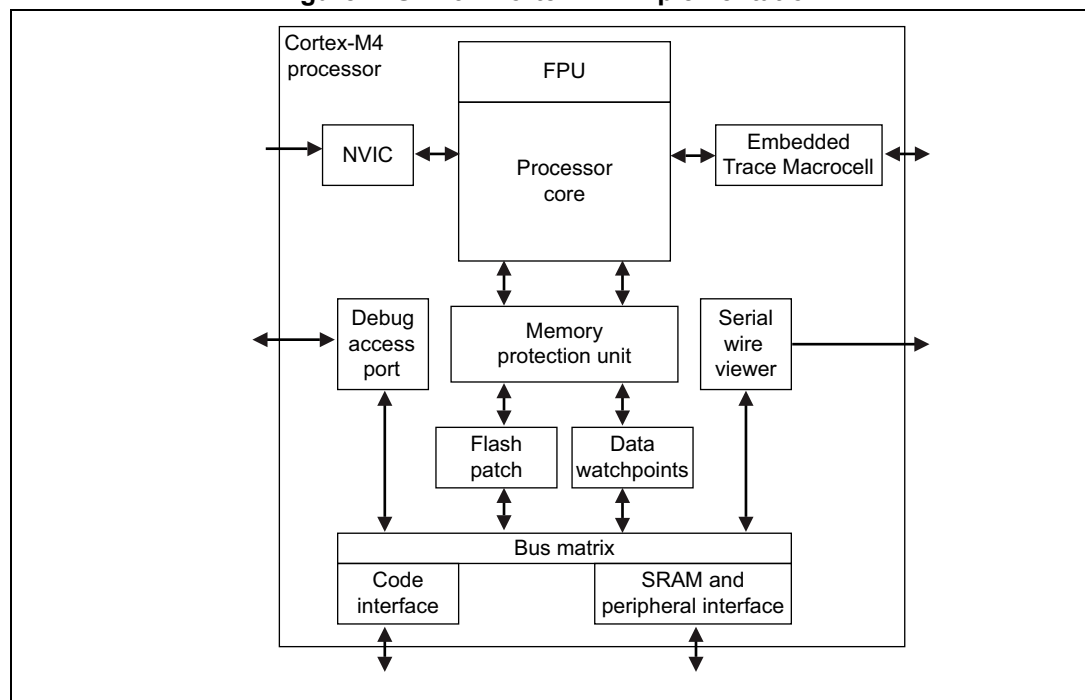 Cortex-M4
processor
FPU
NVIC
Processor
core
Embedded
Trace Macrocell
Debug
access
port
Memory
protection unit
Serial
wire
viewer
Flash
patch
Data
watchpoints
Bus matrix
Code
interface
SRAM and
peripheral interface